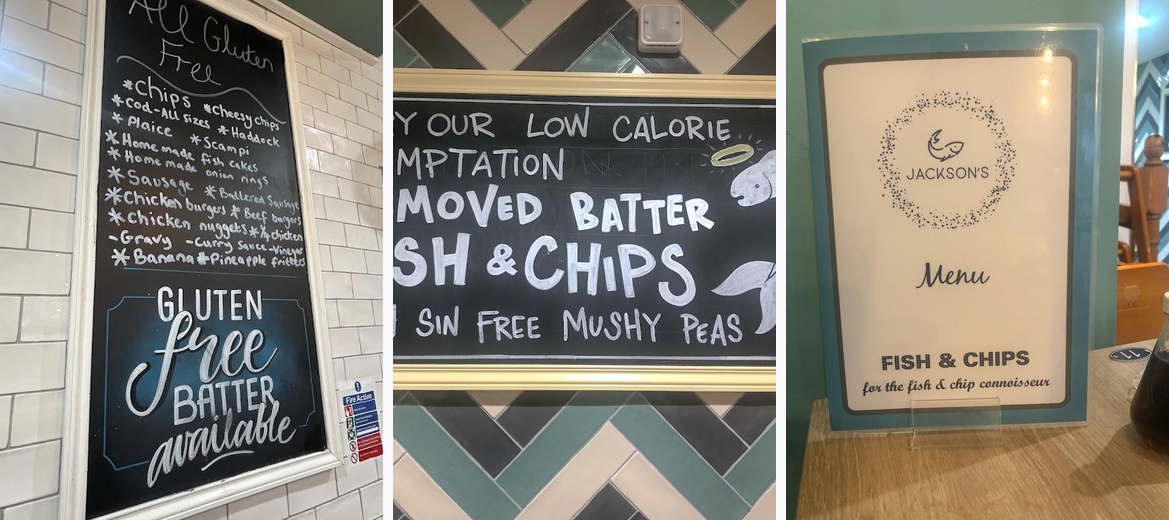 All Gluten
Free
*Chips *Cheesy chips
*Cod-All sizes *Haddock
*Plaice *Scampi
*Home made fish cakes
*Home made onion rings
*Sausage *Battered Sausage
*Chicken burgers *Beef burgers
*Chicken nuggets *¼ chicken
-Gravy -Curry Sauce -Vinegar
*Banana *Pineapple fritters
GLUTEN
free
BATTER
available
Fire Action
Y OUR LOW CALORIE
MPTATION
MOVED BATTER
SH & CHIPS
SIN FREE MUSHY PEAS
JACKSON'S
Menu
FISH & CHIPS
for the fish & chip connoisseur
11